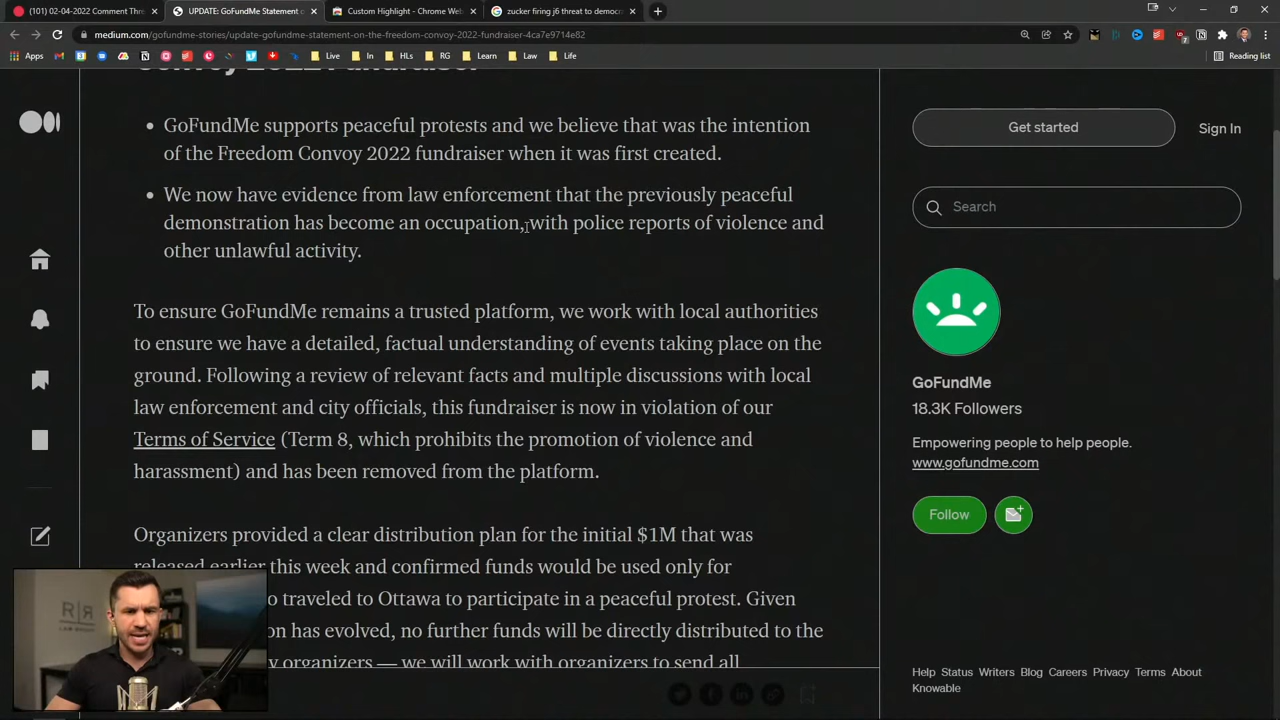 (101) 02-04-2022 Comment Thre
UPDATE: GoFundMe Statement o
Custom Highlight - Chrome Web
zucker firing j6 threat to democr
medium.com/gofundme-stories/update-gofundme-statement-on-the-freedom-convoy-2022-fundraiser-4ca7e9714e82
Apps
Live
In
HLs
RG
Learn
Law
Life
Reading list
Convoy 2022 Fundraiser
• GoFundMe supports peaceful protests and we believe that was the intention
of the Freedom Convoy 2022 fundraiser when it was first created.
• We now have evidence from law enforcement that the previously peaceful
demonstration has become an occupation, with police reports of violence and
other unlawful activity.
To ensure GoFundMe remains a trusted platform, we work with local authorities
to ensure we have a detailed, factual understanding of events taking place on the
ground. Following a review of relevant facts and multiple discussions with local
law enforcement and city officials, this fundraiser is now in violation of our
Terms of Service (Term 8, which prohibits the promotion of violence and
harassment) and has been removed from the platform.
Organizers provided a clear distribution plan for the initial $1M that was
released earlier this week and confirmed funds would be used only for
o traveled to Ottawa to participate in a peaceful protest. Given
on has evolved, no further funds will be directly distributed to the
y organizers — we will work with organizers to send all
Get started
Sign In
Search
GoFundMe
18.3K Followers
Empowering people to help people.
www.gofundme.com
Follow
Help Status Writers Blog Careers Privacy Terms About
Knowable
R|R
LAW GROUP